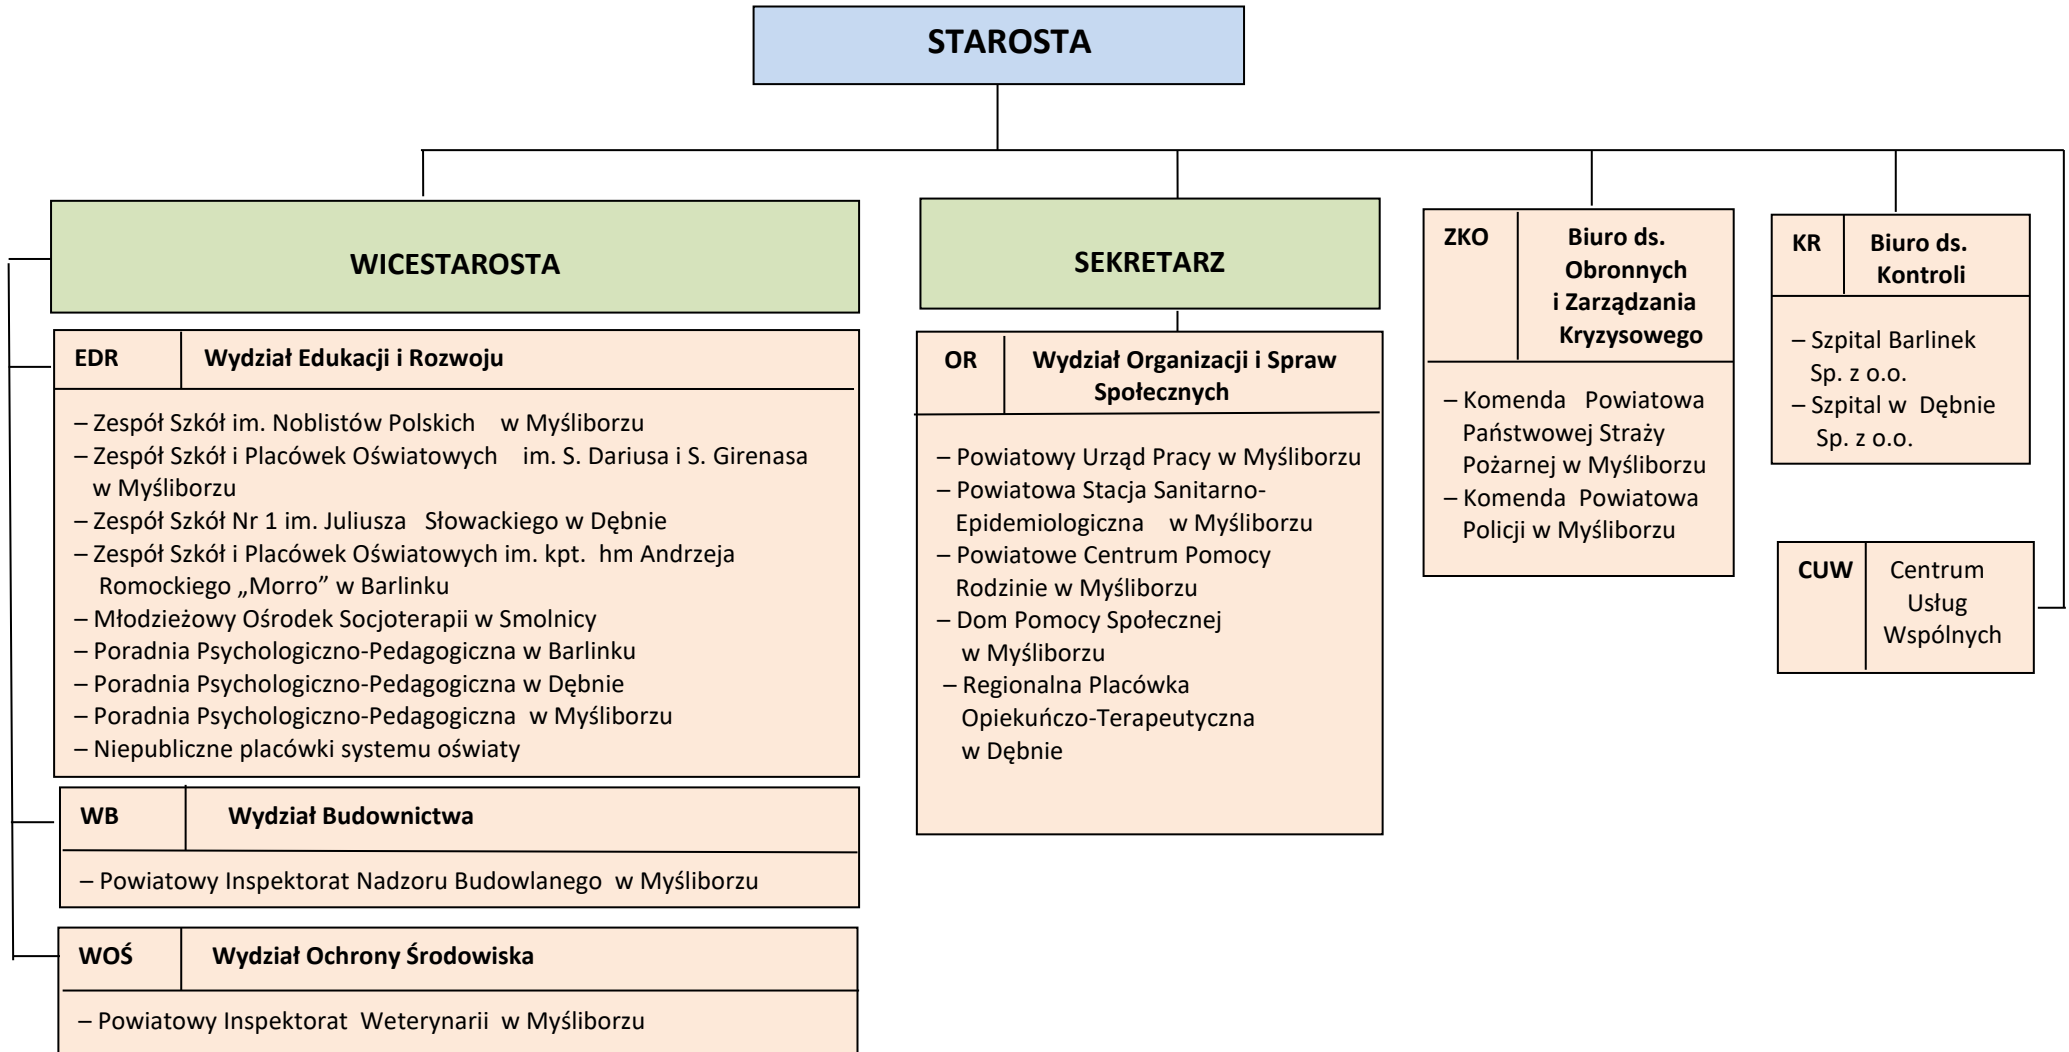 STAROSTA
WICESTAROSTA
EDR
Wydział Edukacji i Rozwoju
– Zespół Szkół im. Noblistów Polskich w Myśliborzu
– Zespół Szkół i Placówek Oświatowych im. S. Dariusa i S. Girenasa
w Myśliborzu
– Zespół Szkół Nr 1 im. Juliusza Słowackiego w Dębnie
– Zespół Szkół i Placówek Oświatowych im. kpt. hm Andrzeja
Romockiego „Morro” w Barlinku
– Młodzieżowy Ośrodek Socjoterapii w Smolnicy
– Poradnia Psychologiczno-Pedagogiczna w Barlinku
– Poradnia Psychologiczno-Pedagogiczna w Dębnie
– Poradnia Psychologiczno-Pedagogiczna w Myśliborzu
– Niepubliczne placówki systemu oświaty
WB
Wydział Budownictwa
– Powiatowy Inspektorat Nadzoru Budowlanego w Myśliborzu
WOŚ
Wydział Ochrony Środowiska
– Powiatowy Inspektorat Weterynarii w Myśliborzu
SEKRETARZ
OR
Wydział Organizacji i Spraw
Społecznych
– Powiatowy Urząd Pracy w Myśliborzu
– Powiatowa Stacja Sanitarno-
Epidemiologiczna w Myśliborzu
– Powiatowe Centrum Pomocy
Rodzinie w Myśliborzu
– Dom Pomocy Społecznej
w Myśliborzu
– Regionalna Placówka
Opiekuńczo-Terapeutyczna
w Dębnie
ZKO
Biuro ds.
Obronnych
i Zarządzania
Kryzysowego
– Komenda Powiatowa
Państwowej Straży
Pożarnej w Myśliborzu
– Komenda Powiatowa
Policji w Myśliborzu
KR
Biuro ds.
Kontroli
– Szpital Barlinek
Sp. z o.o.
– Szpital w Dębnie
Sp. z o.o.
CUW
Centrum
Usług
Wspólnych